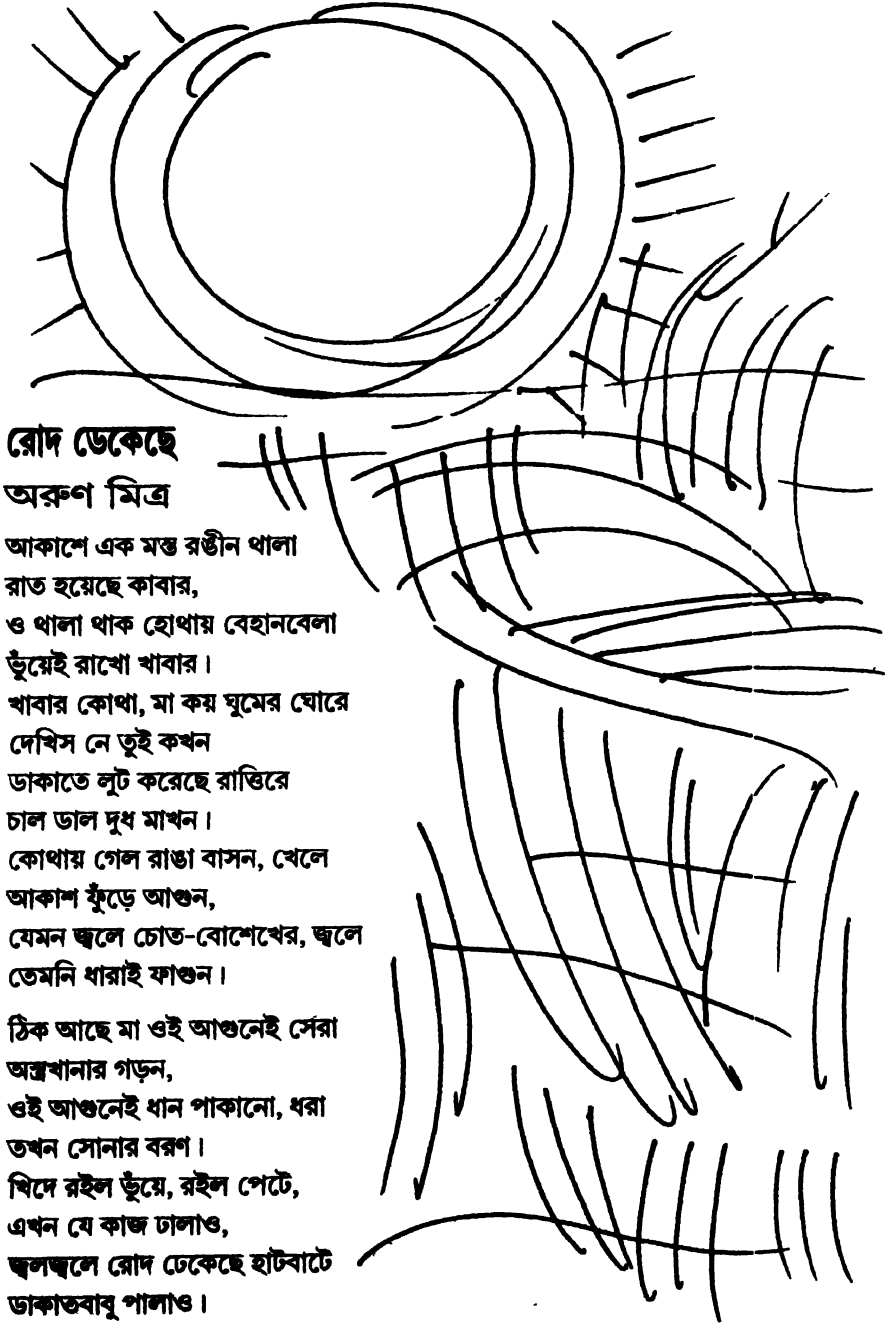 রোদ ডেকেছে
অরুণ মিত্র
আকাশে এক মস্ত রঙীন থালা
রাত হয়েছে কাবার,
ও থালা থাক হোথায় বেহানবেলা
ভুঁয়েই রাখো খাবার।
খাবার কোথা, মা কয় ঘুমের ঘোরে
দেখিস নে তুই কখন
ডাকাতে লুট করেছে রাত্তিরে
চাল ডাল দুধ মাখন।
কোথায় গেল রাঙা বাসন, খেলে
আকাশ ফুঁড়ে আগুন,
যেমন জ্বলে চোত-বোশেখের, জ্বলে
তেমনি ধারাই ফাগুন।
ঠিক আছে মা ওই আগুনেই সেরা
অস্ত্রখানার গড়ন,
ওই আগুনেই ধান পাকানো, ধরা
তখন সোনার বরণ।
খিদে রইল ভুঁয়ে, রইল পেটে,
এখন যে কাজ ঢালাও,
জ্বলজ্বলে রোদ ঢেকেছে হাটবাটে
ডাকাতবাবু পালাও।